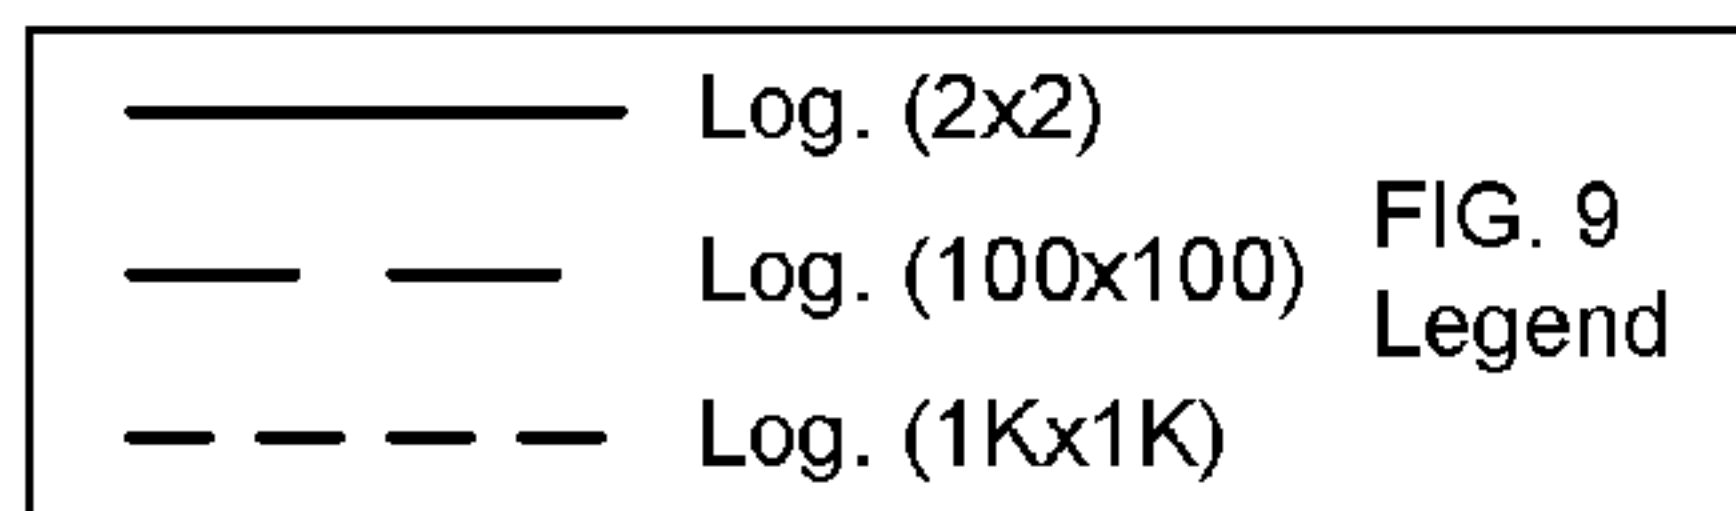 Log. (2x2)
Log. (100x100)
Log. (1Kx1K)
FIG. 9
Legend